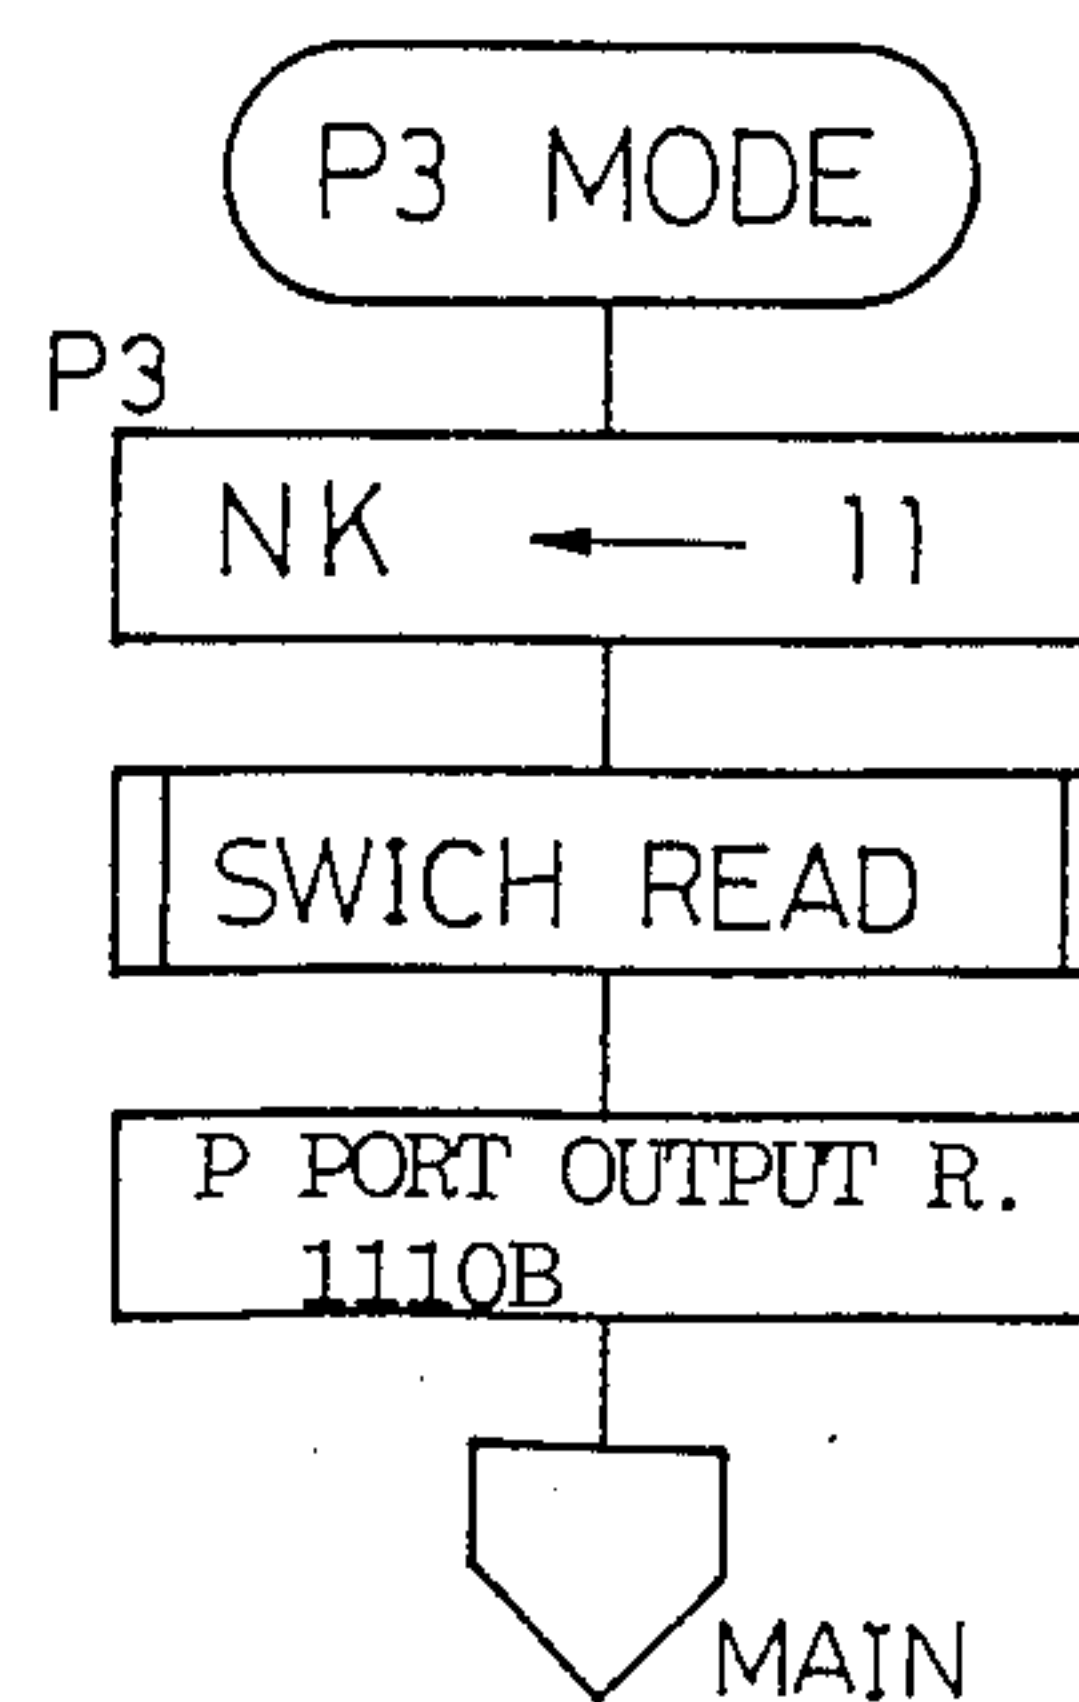 P3 MODE
P3
NK ← 11
SWICH READ
P PORT OUTPUT R.
1110B
MAIN